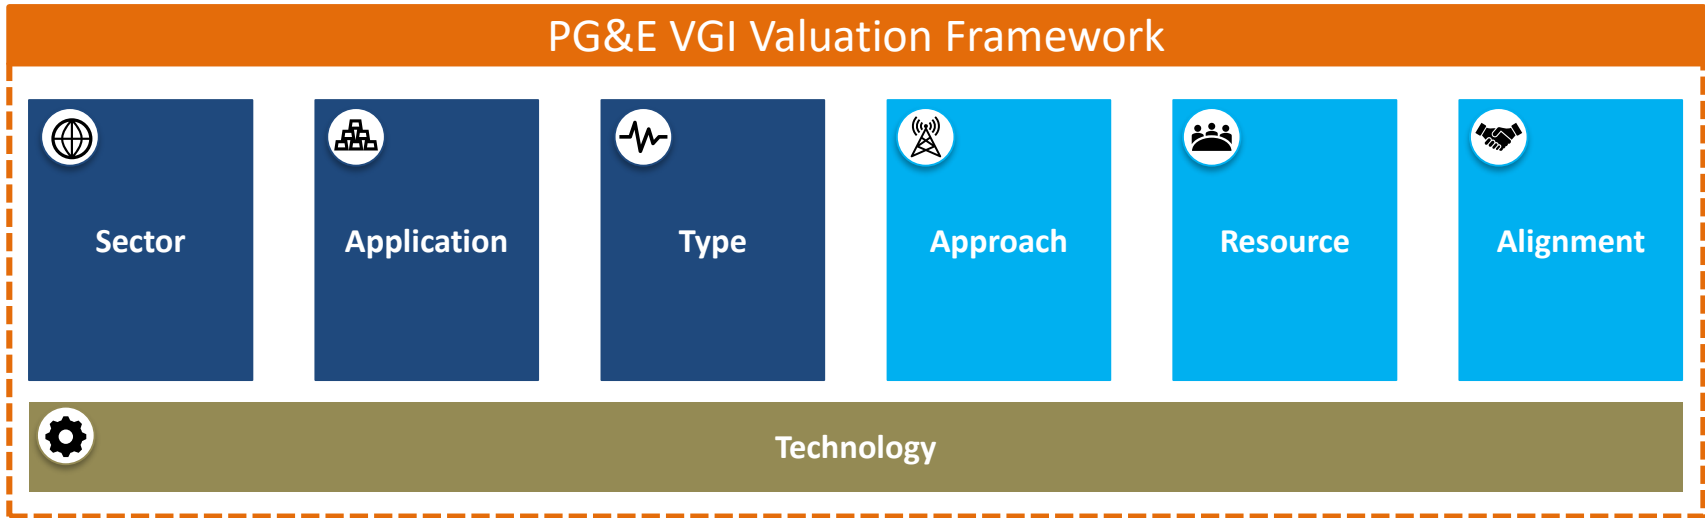 PG&E VGI Valuation Framework
Sector
Application
Type
Approach
Resource
Alignment
Technology